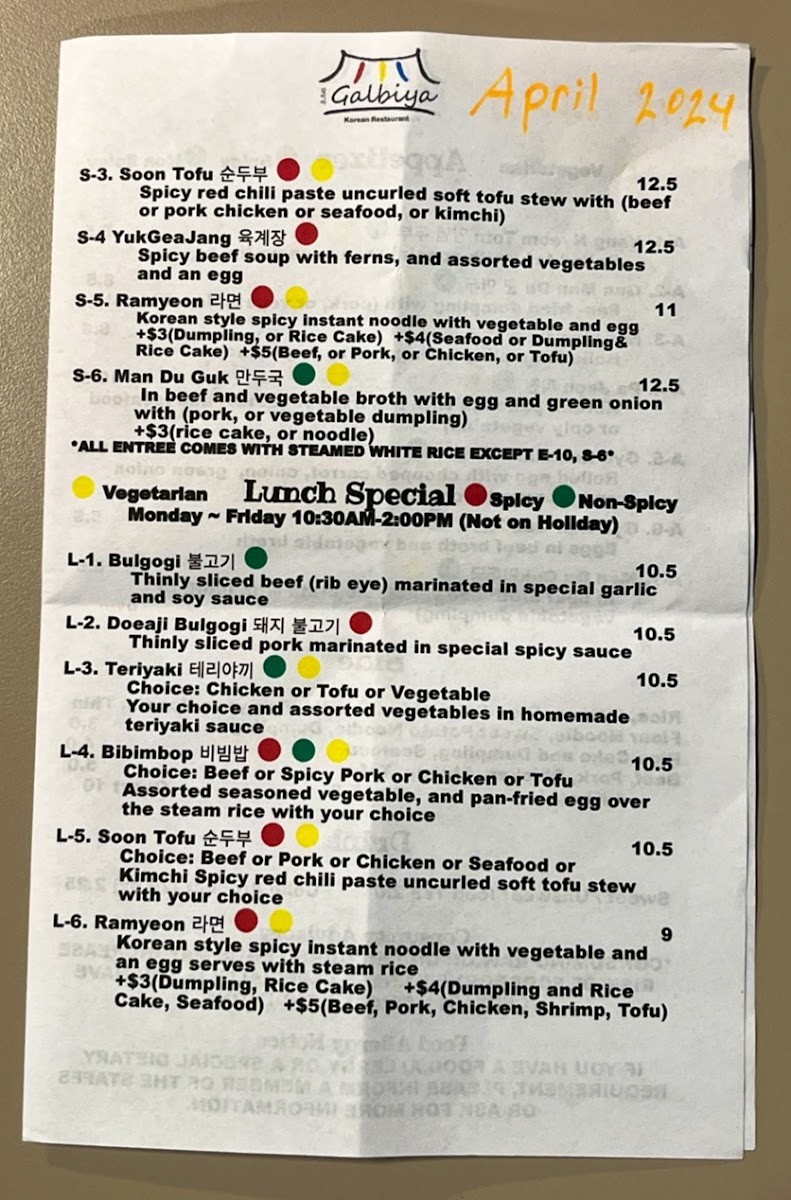 Galbiya
Korean Restaurant
April 2024
S-3. Soon Tofu 순두부 12.5
Spicy red chili paste uncurled soft tofu stew with (beef
or pork chicken or seafood, or kimchi)
S-4 YukGeaJang 육계장 12.5
Spicy beef soup with ferns, and assorted vegetables
and an egg
S-5. Ramyeon 라면 11
Korean style spicy instant noodle with vegetable and egg
+$3(Dumpling, or Rice Cake) +$4(Seafood or Dumpling&
Rice Cake) +$5(Beef, or Pork, or Chicken, or Tofu)
S-6. Man Du Guk 만두국 12.5
In beef and vegetable broth with egg and green onion
with (pork, or vegetable dumpling)
+$3(rice cake, or noodle)
*ALL ENTREE COMES WITH STEAMED WHITE RICE EXCEPT E-10, S-6*
Vegetarian Lunch Special Spicy Non-Spicy
Monday ~ Friday 10:30AM-2:00PM (Not on Holiday)
L-1. Bulgogi 불고기 10.5
Thinly sliced beef (rib eye) marinated in special garlic
and soy sauce
L-2. Doeaji Bulgogi 돼지 불고기 10.5
Thinly sliced pork marinated in special spicy sauce
L-3. Teriyaki 테리야끼 10.5
Choice: Chicken or Tofu or Vegetable
Your choice and assorted vegetables in homemade
teriyaki sauce
L-4. Bibimbop 비빔밥 10.5
Choice: Beef or Spicy Pork or Chicken or Tofu
Assorted seasoned vegetable, and pan-fried egg over
the steam rice with your choice
L-5. Soon Tofu 순두부 10.5
Choice: Beef or Pork or Chicken or Seafood or
Kimchi Spicy red chili paste uncurled soft tofu stew
with your choice
L-6. Ramyeon 라면 9
Korean style spicy instant noodle with vegetable and
an egg serves with steam rice
+$3(Dumpling, Rice Cake) +$4(Dumpling and Rice
Cake, Seafood) +$5(Beef, Pork, Chicken, Shrimp, Tofu)